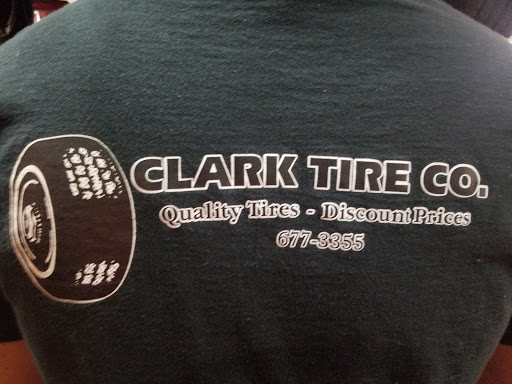 CLARK TIRE CO.
Quality Tires - Discount Prices
677-3355